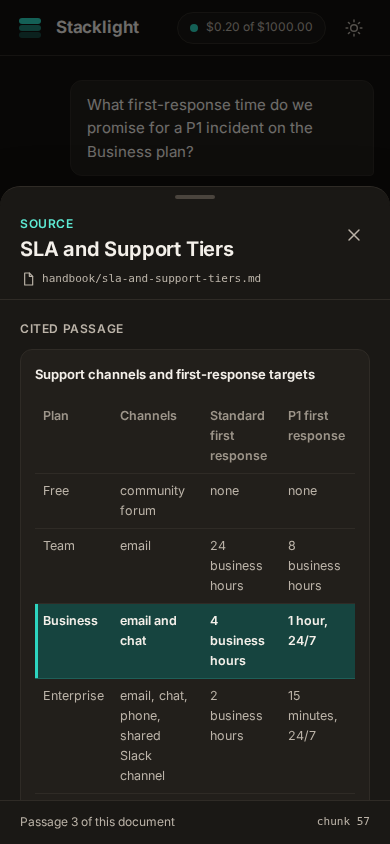 Stacklight
$0.20 of $1000.00
What first-response time do we
promise for a P1 incident on the
Business plan?
SOURCE
SLA and Support Tiers
handbook/sla-and-support-tiers.md
CITED PASSAGE
Support channels and first-response targets
Plan Channels Standard first response P1 first response
Free community forum none none
Team email 24 business hours 8 business hours
Business email and chat 4 business hours 1 hour, 24/7
Enterprise email, chat, phone, shared Slack channel 2 business hours 15 minutes, 24/7
Passage 3 of this document
chunk 57